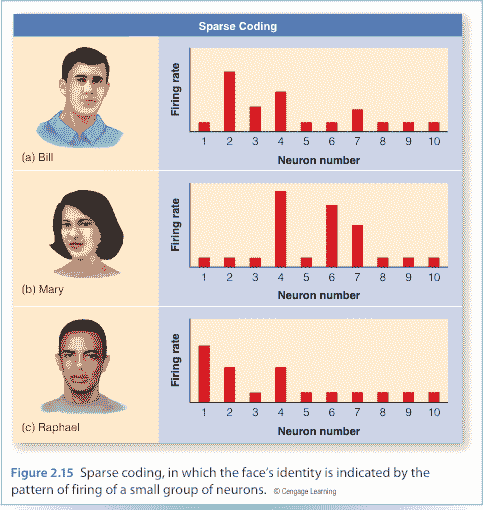 Sparse Coding
Firing rate
1 2 3 4 5 6 7 8 9 10
Neuron number
(a) Bill
Firing rate
1 2 3 4 5 6 7 8 9 10
Neuron number
(b) Mary
Firing rate
1 2 3 4 5 6 7 8 9 10
Neuron number
(c) Raphael
Figure 2.15 Sparse coding, in which the face's identity is indicated by the
pattern of firing of a small group of neurons. © Cengage Learning